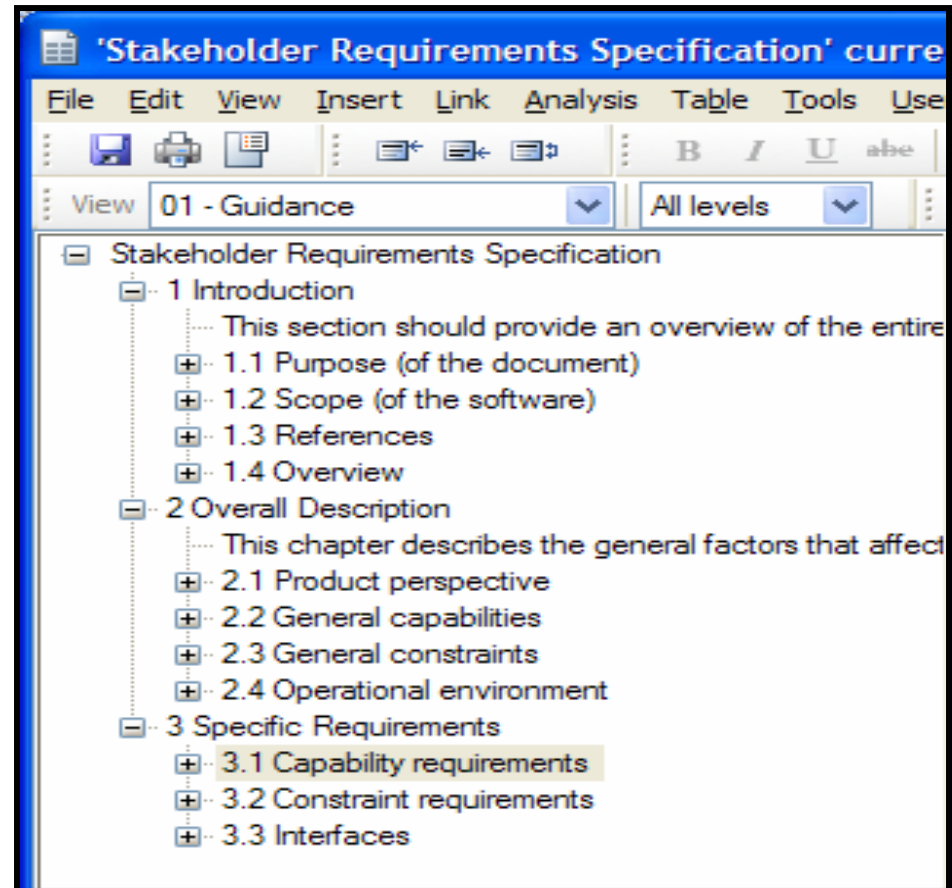 'Stakeholder Requirements Specification' curre
File Edit View Insert Link Analysis Table Tools Use
B I U abc
View 01 - Guidance All levels
Stakeholder Requirements Specification
1 Introduction
This section should provide an overview of the entire
1.1 Purpose (of the document)
1.2 Scope (of the software)
1.3 References
1.4 Overview
2 Overall Description
This chapter describes the general factors that affect
2.1 Product perspective
2.2 General capabilities
2.3 General constraints
2.4 Operational environment
3 Specific Requirements
3.1 Capability requirements
3.2 Constraint requirements
3.3 Interfaces